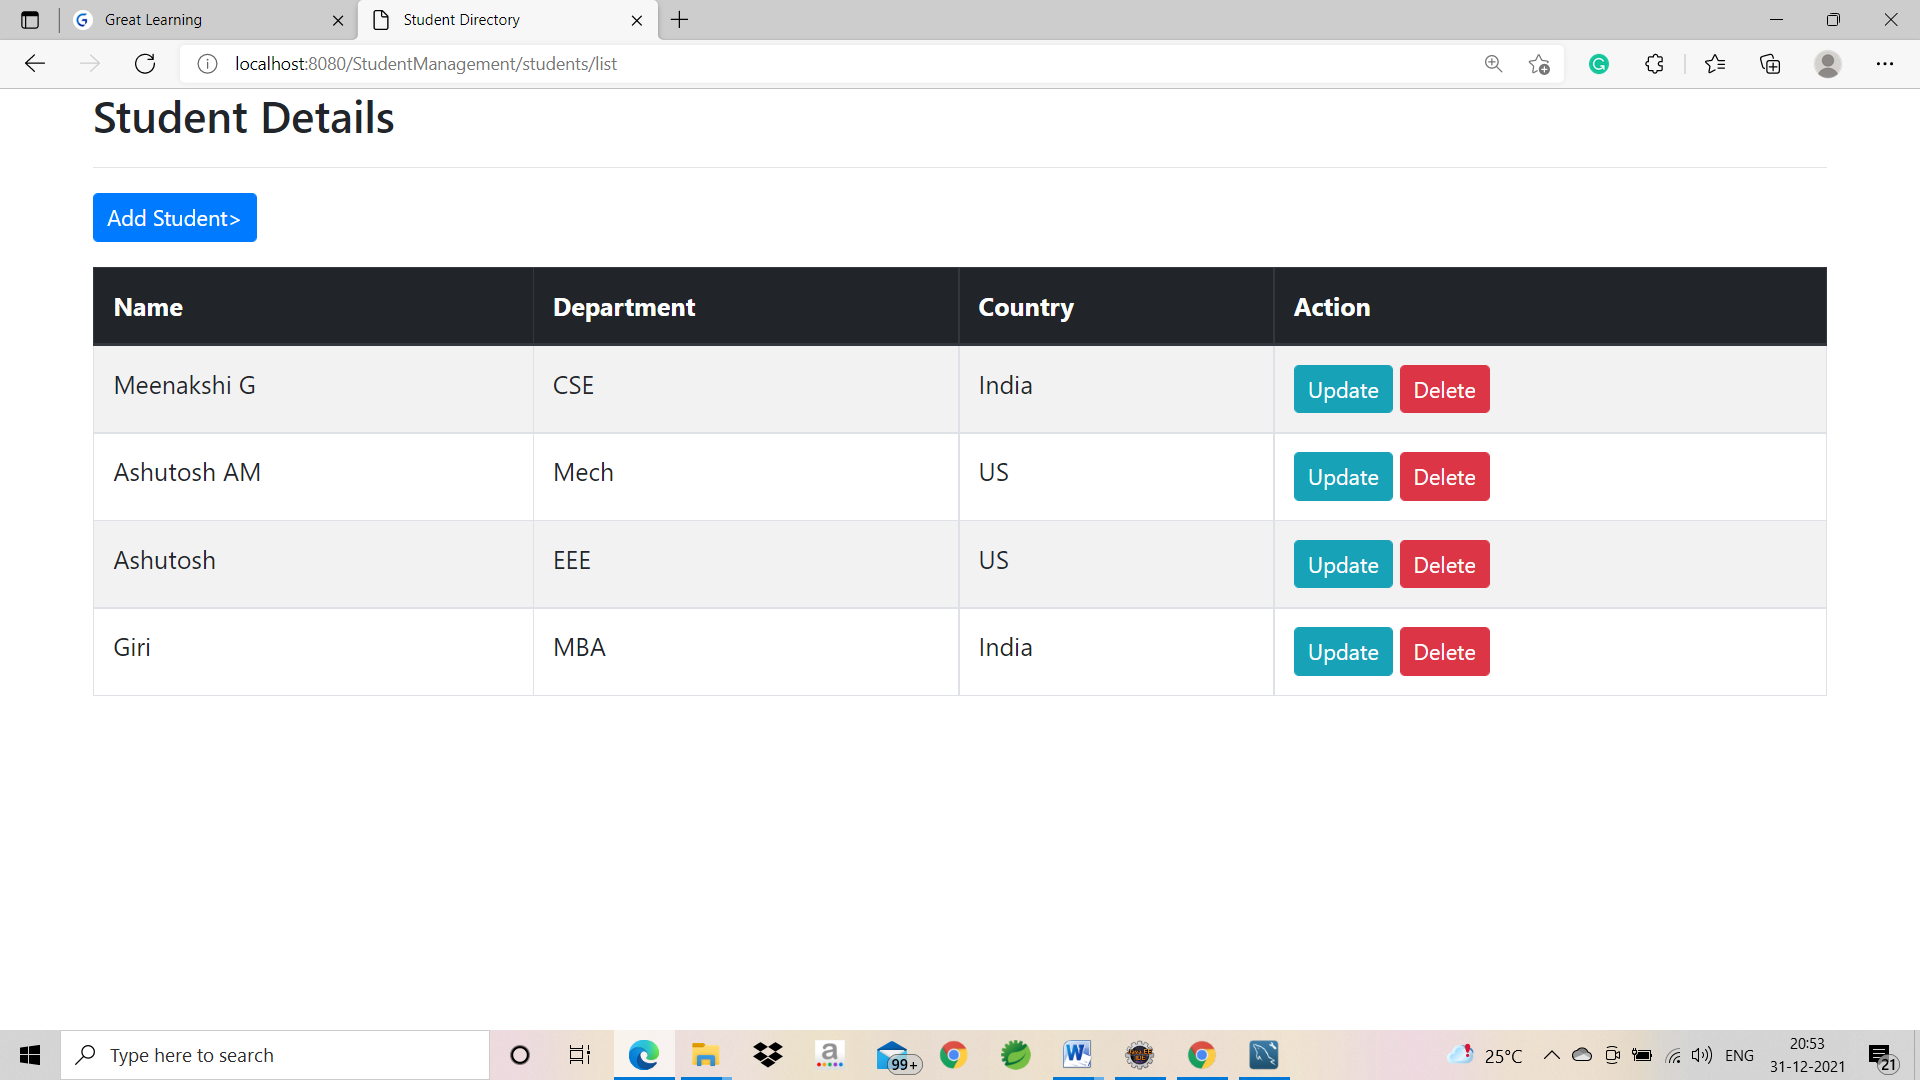 Great Learning
Student Directory
localhost:8080/StudentManagement/students/list
Student Details
Add Student>
Name Department Country Action
Meenakshi G CSE India Update Delete
Ashutosh AM Mech US Update Delete
Ashutosh EEE US Update Delete
Giri MBA India Update Delete
Type here to search
99+
25°C
ENG
20:53
31-12-2021
21